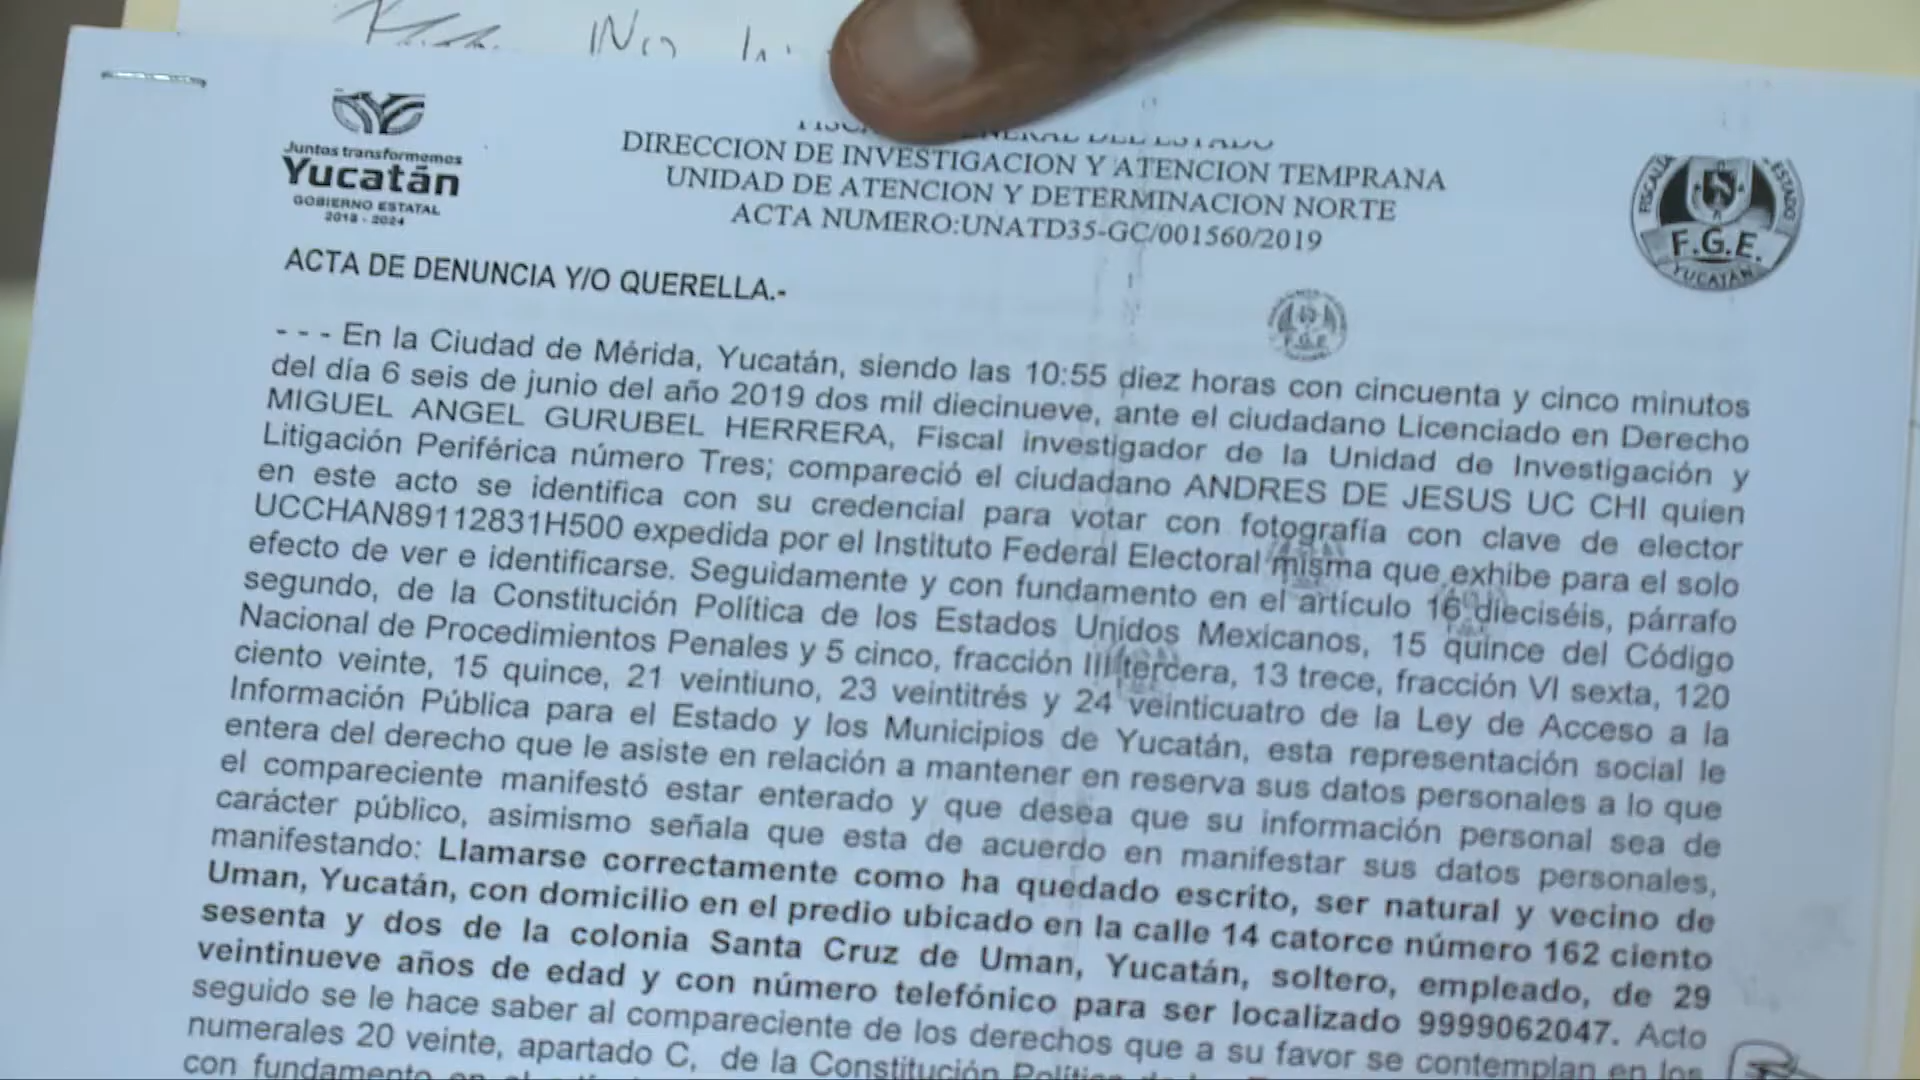 Juntos transformemos
Yucatán
GOBIERNO ESTATAL
2018 - 2024
GENERAL DEL ESTADO
DIRECCION DE INVESTIGACION Y ATENCION TEMPRANA
UNIDAD DE ATENCION Y DETERMINACION NORTE
ACTA NUMERO:UNATD35-GC/001560/2019
FISCALÍA ESTADO
F.G.E.
YUCATÁN
ACTA DE DENUNCIA Y/O QUERELLA.-
F.G.E
- - - En la Ciudad de Mérida, Yucatán, siendo las 10:55 diez horas con cincuenta y cinco minutos
del día 6 seis de junio del año 2019 dos mil diecinueve, ante el ciudadano Licenciado en Derecho
MIGUEL ANGEL GURUBEL HERRERA, Fiscal investigador de la Unidad de Investigación y
Litigación Periférica número Tres; compareció el ciudadano ANDRES DE JESUS UC CHI quien
en este acto se identifica con su credencial para votar con fotografía con clave de elector
UCCHAN89112831H500 expedida por el Instituto Federal Electoral misma que exhibe para el solo
efecto de ver e identificarse. Seguidamente y con fundamento en el artículo 16 dieciséis, párrafo
segundo, de la Constitución Política de los Estados Unidos Mexicanos, 15 quince del Código
Nacional de Procedimientos Penales y 5 cinco, fracción III tercera, 13 trece, fracción VI sexta, 120
ciento veinte, 15 quince, 21 veintiuno, 23 veintitrés y 24 veinticuatro de la Ley de Acceso a la
Información Pública para el Estado y los Municipios de Yucatán, esta representación social le
entera del derecho que le asiste en relación a mantener en reserva sus datos personales a lo que
el compareciente manifestó estar enterado y que desea que su información personal sea de
carácter público, asimismo señala que esta de acuerdo en manifestar sus datos personales,
manifestando: Llamarse correctamente como ha quedado escrito, ser natural y vecino de
Uman, Yucatán, con domicilio en el predio ubicado en la calle 14 catorce número 162 ciento
sesenta y dos de la colonia Santa Cruz de Uman, Yucatán, soltero, empleado, de 29
veintinueve años de edad y con número telefónico para ser localizado 9999062047. Acto
seguido se le hace saber al compareciente de los derechos que a su favor se contemplan en los
numerales 20 veinte, apartado C, de la Constitución Política
con fundamento en el